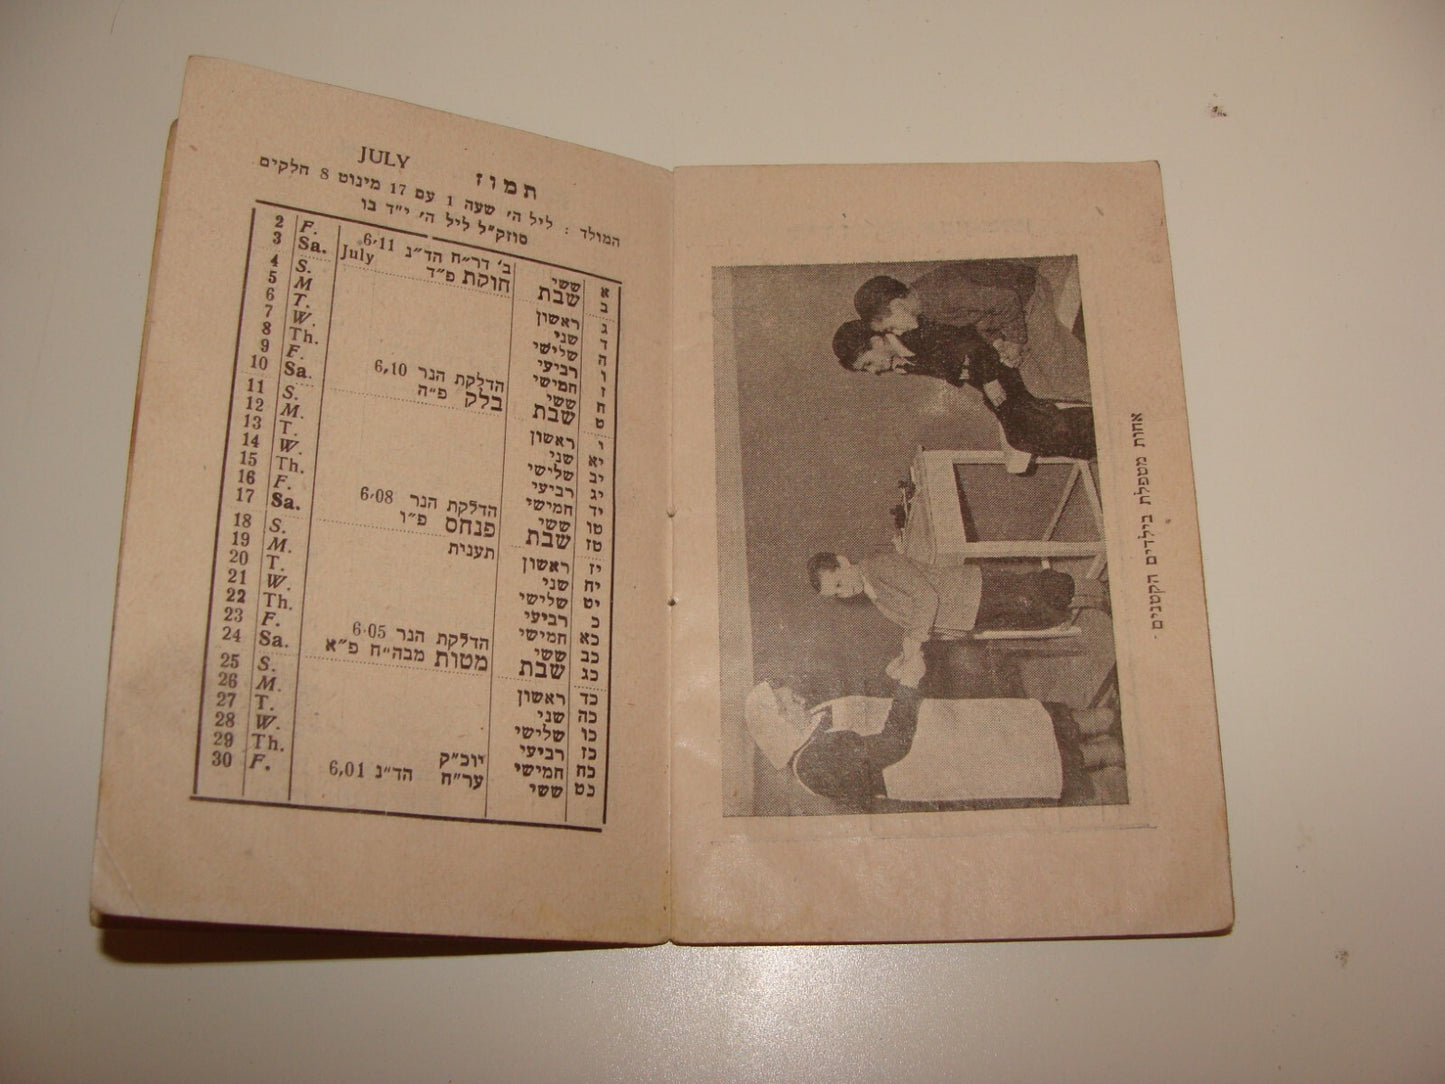 JULY תמוז
המולד : ליל ה׳ שעה 1 עם 17 מינוט 8 חלקים
סוזק״ל ליל ה׳ י״ד בו
א ששי ב׳ דר״ח הד״נ 6.11 F. 2
ב שבת חוקת פ״ד July Sa. 3
ג ראשון S. 4
ד שני M 5
ה שלישי T. 6
ו רביעי W. 7
ז חמישי Th. 8
ח ששי הדלקת הנר 6,10 F. 9
ט שבת בלק פ״ה Sa. 10
י ראשון S. 11
יא שני M. 12
יב שלישי T. 13
יג רביעי W. 14
יד חמישי Th. 15
טו ששי הדלקת הנר 6.08 F. 16
טז שבת פנחס פ״ו Sa. 17
יז ראשון תענית S. 18
יח שני M. 19
יט שלישי T. 20
כ רביעי W. 21
כא חמישי Th. 22
כב ששי הדלקת הנר 6.05 F. 23
כג שבת מטות מבה״ח פ״א Sa. 24
כד ראשון S. 25
כה שני M. 26
כו שלישי T. 27
כז רביעי W. 28
כח חמישי יוכ״ק Th. 29
כט ששי ער״ח הד״נ 6,01 F. 30
אחות מטפלת בילדים הקטנים.